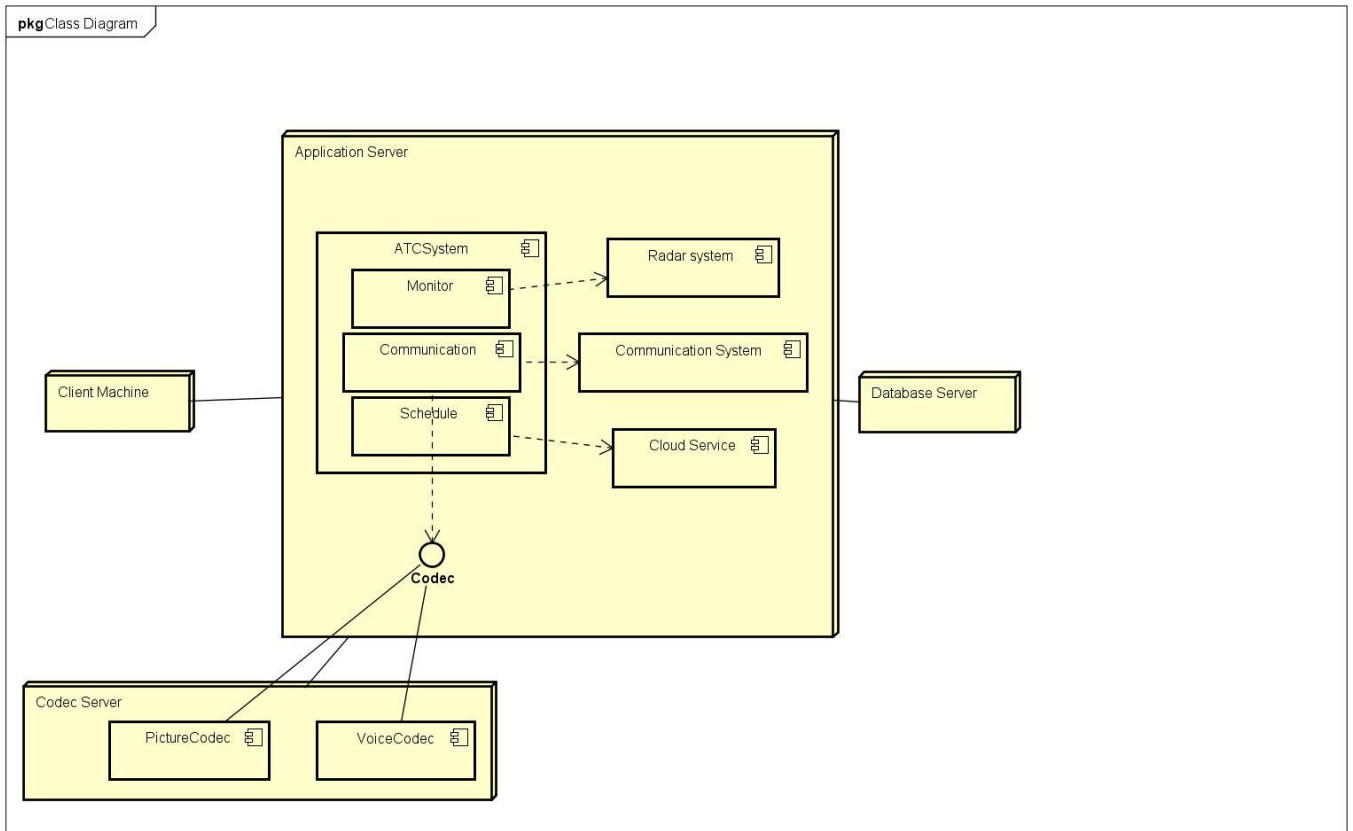 pkgClass Diagram
Application Server
ATCSystem
Monitor
Radar system
Communication
Communication System
Schedule
Cloud Service
Client Machine
Database Server
Codec
Codec Server
PictureCodec
VoiceCodec